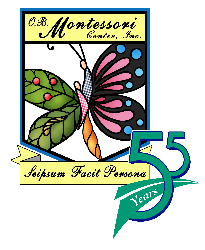 O.B. Montessori
Center, Inc.
Seipsum Facit Persona
55
Years